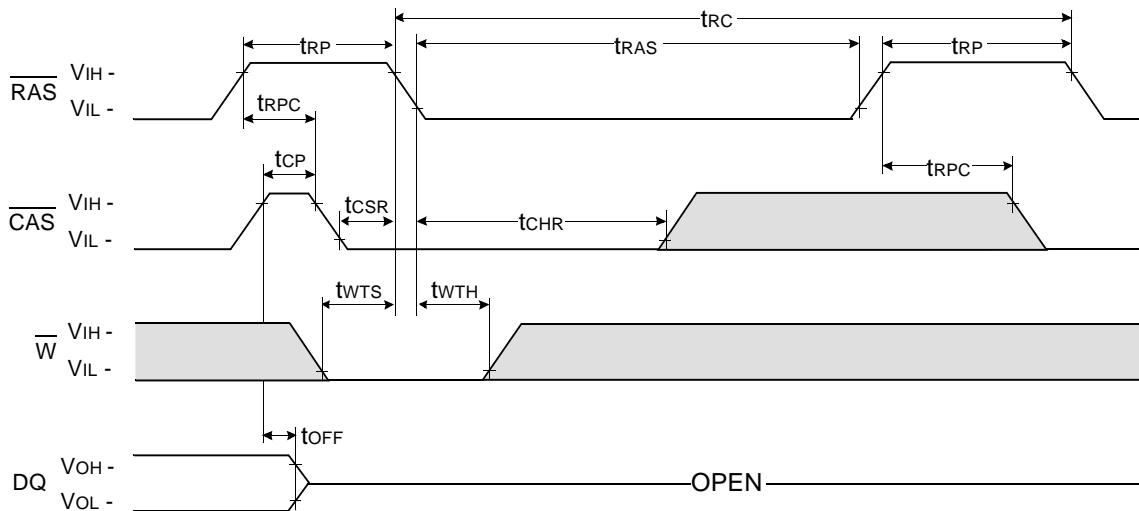 tRC
tRP
tRAS
tRP
RAS
VIH -
VIL -
tRPC
tCP
tRPC
CAS
VIH -
VIL -
tCSR
tCHR
tWTS
tWTH
W
VIH -
VIL -
tOFF
DQ
VOH -
VOL -
OPEN